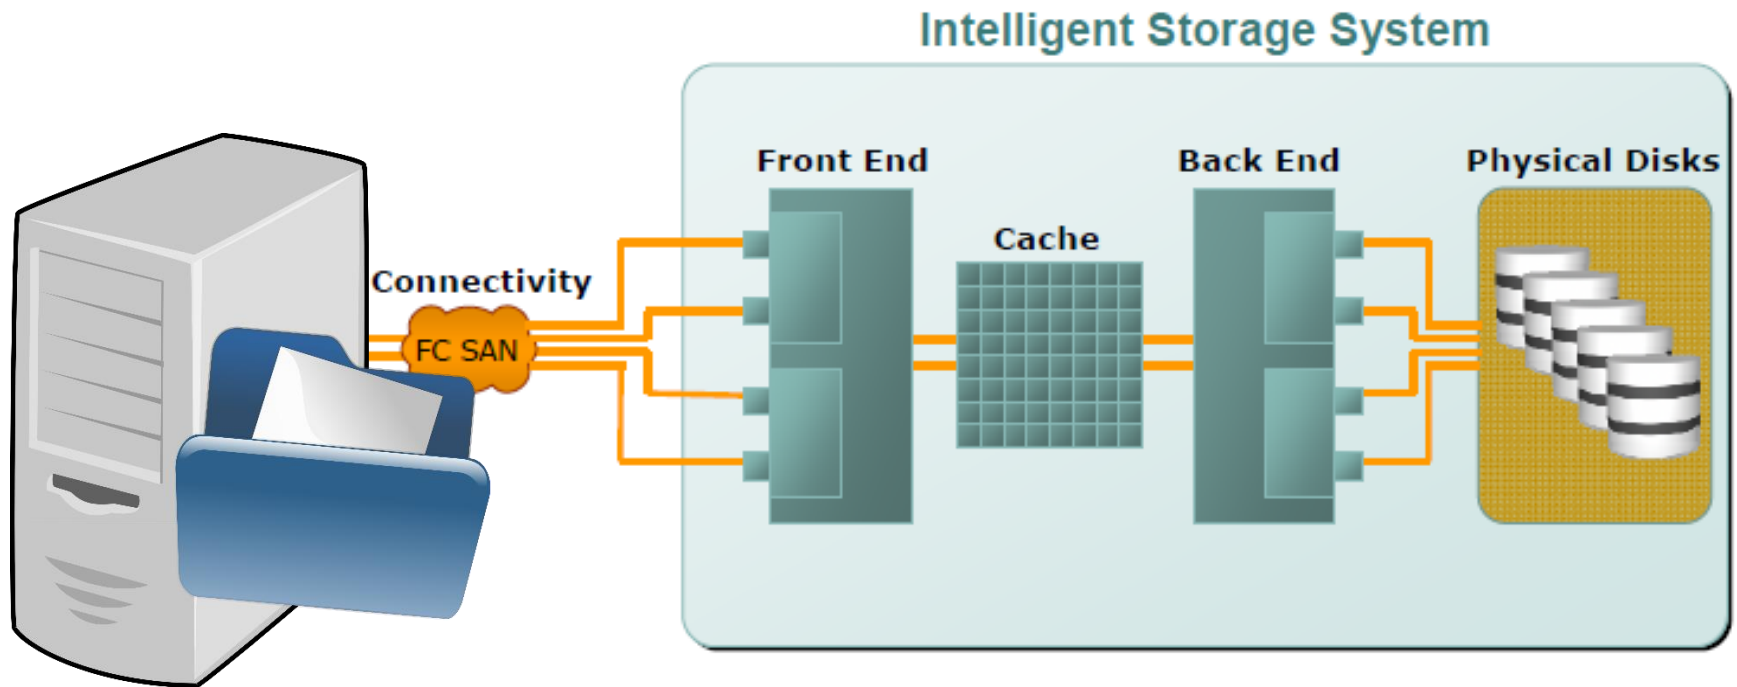 Intelligent Storage System
Front End
Back End
Physical Disks
Cache
Connectivity
FC SAN